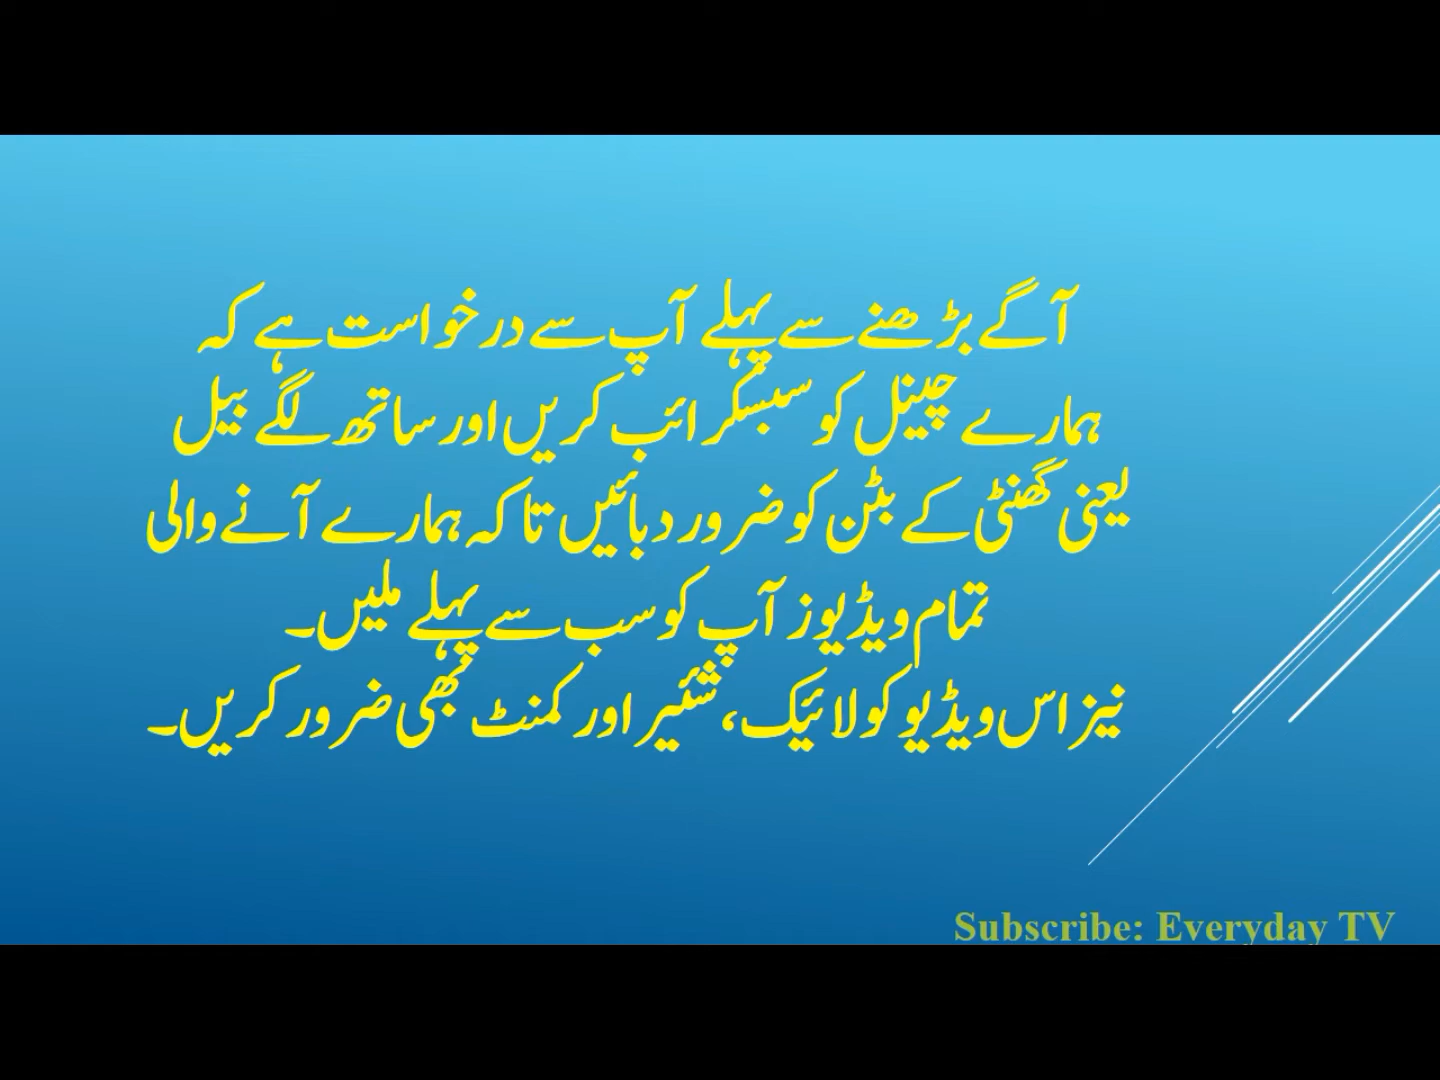 آگے بڑھنے سے پہلے آپ سے درخواست ہے کہ
ہمارے چینل کو سبسکرائب کریں اور ساتھ لگے بیل
یعنی گھنٹی کے بٹن کو ضرور دبائیں تاکہ ہمارے آنے والی
تمام ویڈیوز آپ کو سب سے پہلے ملیں۔
نیز اس ویڈیو کو لائیک، شئیر اور کمنٹ بھی ضرور کریں۔
Subscribe: Everyday TV